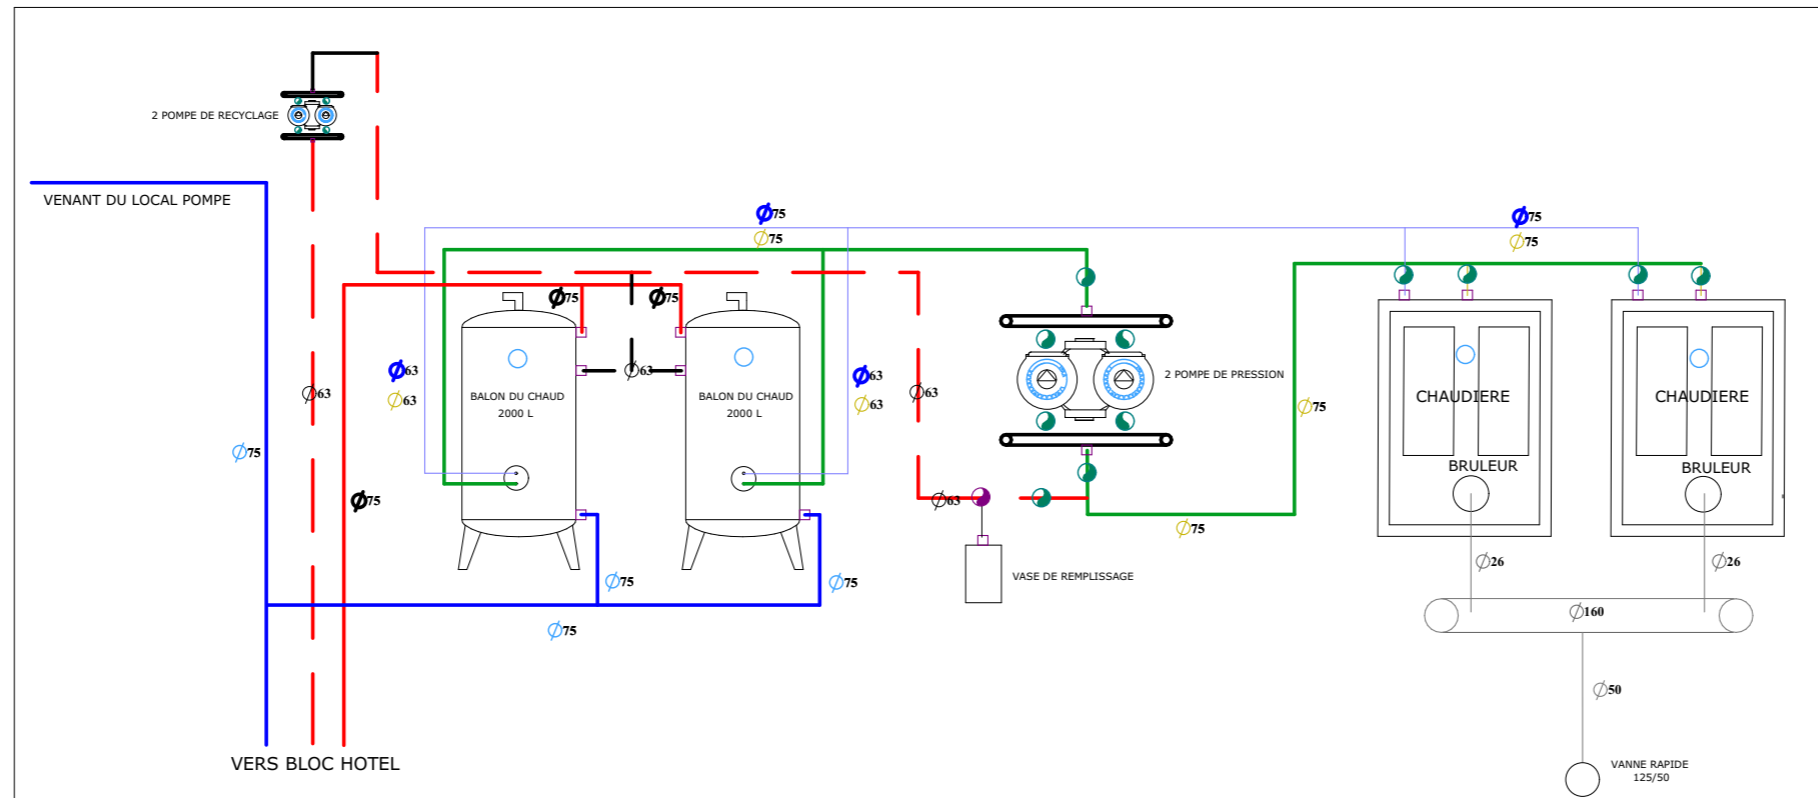 2 POMPE DE RECYCLAGE
VENANT DU LOCAL POMPE
Ø75
Ø75
Ø75
Ø75
Ø75
Ø75
Ø63
Ø63
Ø63
Ø63
Ø63
Ø63
Ø63
BALON DU CHAUD
2000 L
BALON DU CHAUD
2000 L
2 POMPE DE PRESSION
Ø75
CHAUDIERE
BRULEUR
CHAUDIERE
BRULEUR
Ø75
Ø75
Ø63
Ø75
VASE DE REMPLISSAGE
Ø75
Ø75
Ø75
Ø26
Ø26
Ø160
Ø50
VERS BLOC HOTEL
VANNE RAPIDE
125/50